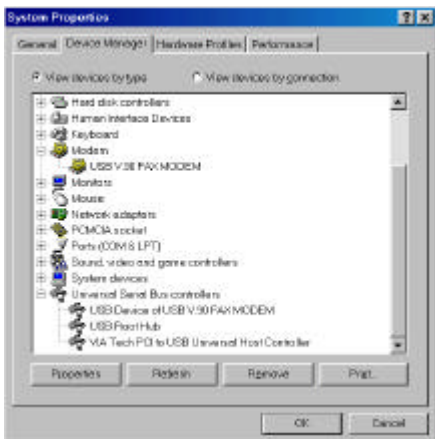 System Properties
General Device Manager Hardware Profiles Performance
View devices by type View devices by connection
Hard disk controllers
Human Interface Devices
Keyboard
Modem
USB V.90 FAX MODEM
Monitors
Mouse
Network adapters
PCMCIA socket
Ports (COM & LPT)
Sound, video and game controllers
System devices
Universal Serial Bus controllers
USB Device of USB V.90 FAX MODEM
USB Root Hub
VIA Tech PCI to USB Universal Host Controller
Properties Refresh Remove Print...
OK Cancel